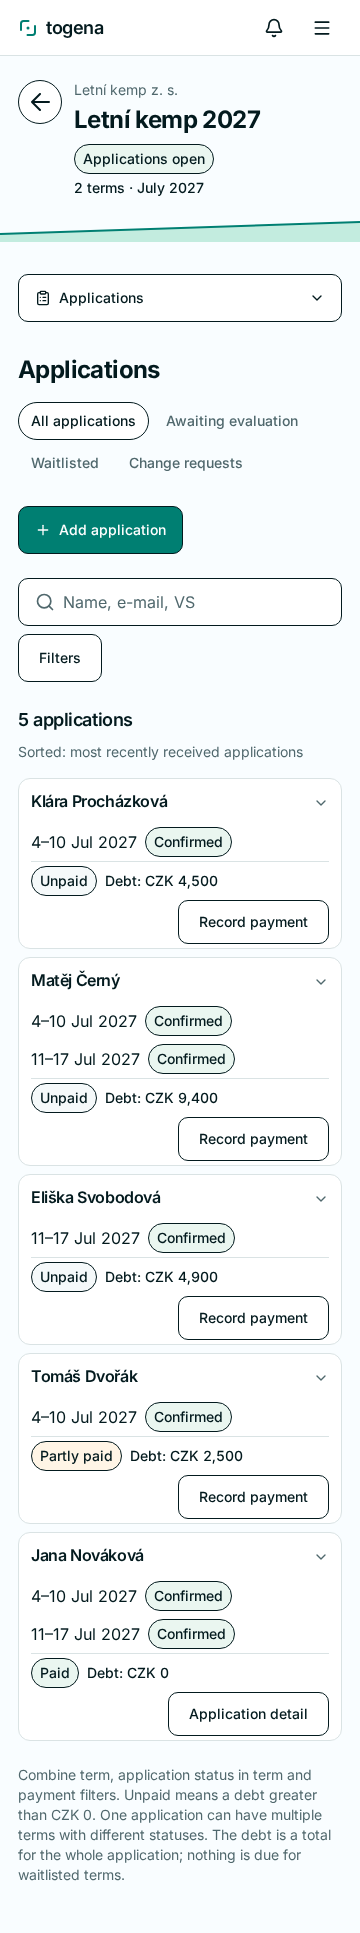 togena
Letní kemp z. s.
Letní kemp 2027
Applications open
2 terms · July 2027
Applications
Applications
All applications
Awaiting evaluation
Waitlisted
Change requests
Add application
Name, e-mail, VS
Filters
5 applications
Sorted: most recently received applications
Klára Procházková
4–10 Jul 2027 Confirmed
Unpaid Debt: CZK 4,500
Record payment
Matěj Černý
4–10 Jul 2027 Confirmed
11–17 Jul 2027 Confirmed
Unpaid Debt: CZK 9,400
Record payment
Eliška Svobodová
11–17 Jul 2027 Confirmed
Unpaid Debt: CZK 4,900
Record payment
Tomáš Dvořák
4–10 Jul 2027 Confirmed
Partly paid Debt: CZK 2,500
Record payment
Jana Nováková
4–10 Jul 2027 Confirmed
11–17 Jul 2027 Confirmed
Paid Debt: CZK 0
Application detail
Combine term, application status in term and
payment filters. Unpaid means a debt greater
than CZK 0. One application can have multiple
terms with different statuses. The debt is a total
for the whole application; nothing is due for
waitlisted terms.